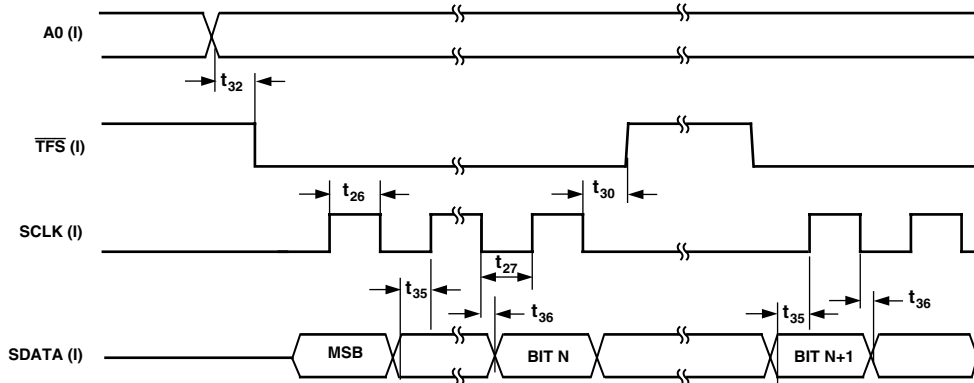 A0 (I)
t32
TFS (I)
t26
t30
SCLK (I)
t27
t35
t36
t35
t36
SDATA (I)
MSB
BIT N
BIT N+1